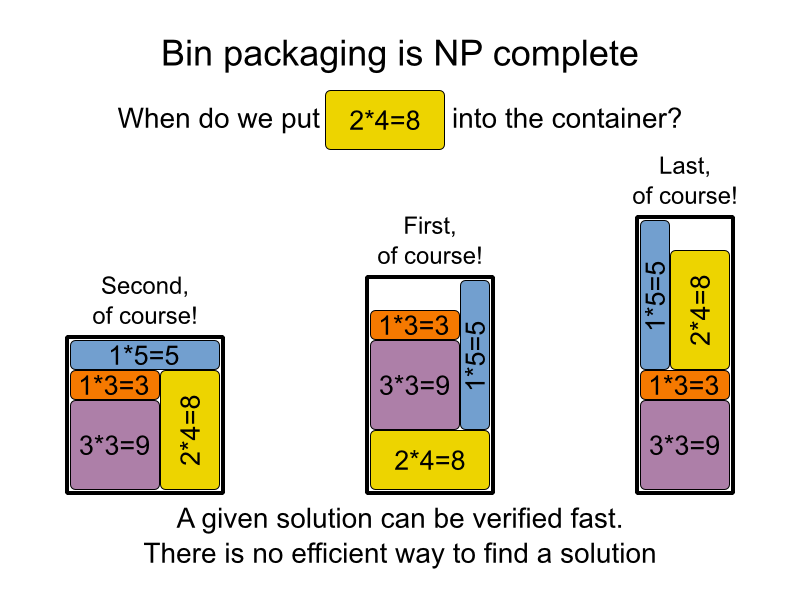 Bin packaging is NP complete
When do we put 2*4=8 into the container?
Second,
of course!
1*5=5
1*3=3
3*3=9
2*4=8
First,
of course!
1*3=3
1*5=5
3*3=9
2*4=8
Last,
of course!
1*5=5
2*4=8
1*3=3
3*3=9
A given solution can be verified fast.
There is no efficient way to find a solution